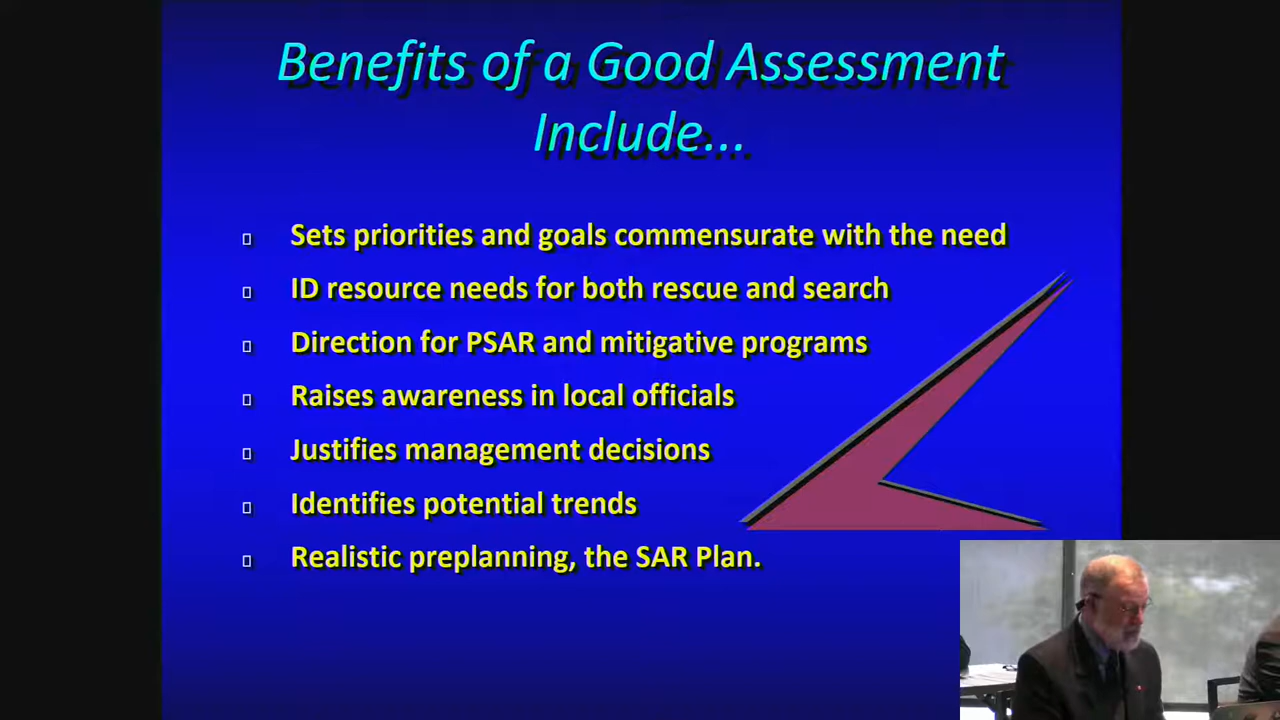 Benefits of a Good Assessment
Include...
Sets priorities and goals commensurate with the need
ID resource needs for both rescue and search
Direction for PSAR and mitigative programs
Raises awareness in local officials
Justifies management decisions
Identifies potential trends
Realistic preplanning, the SAR Plan.